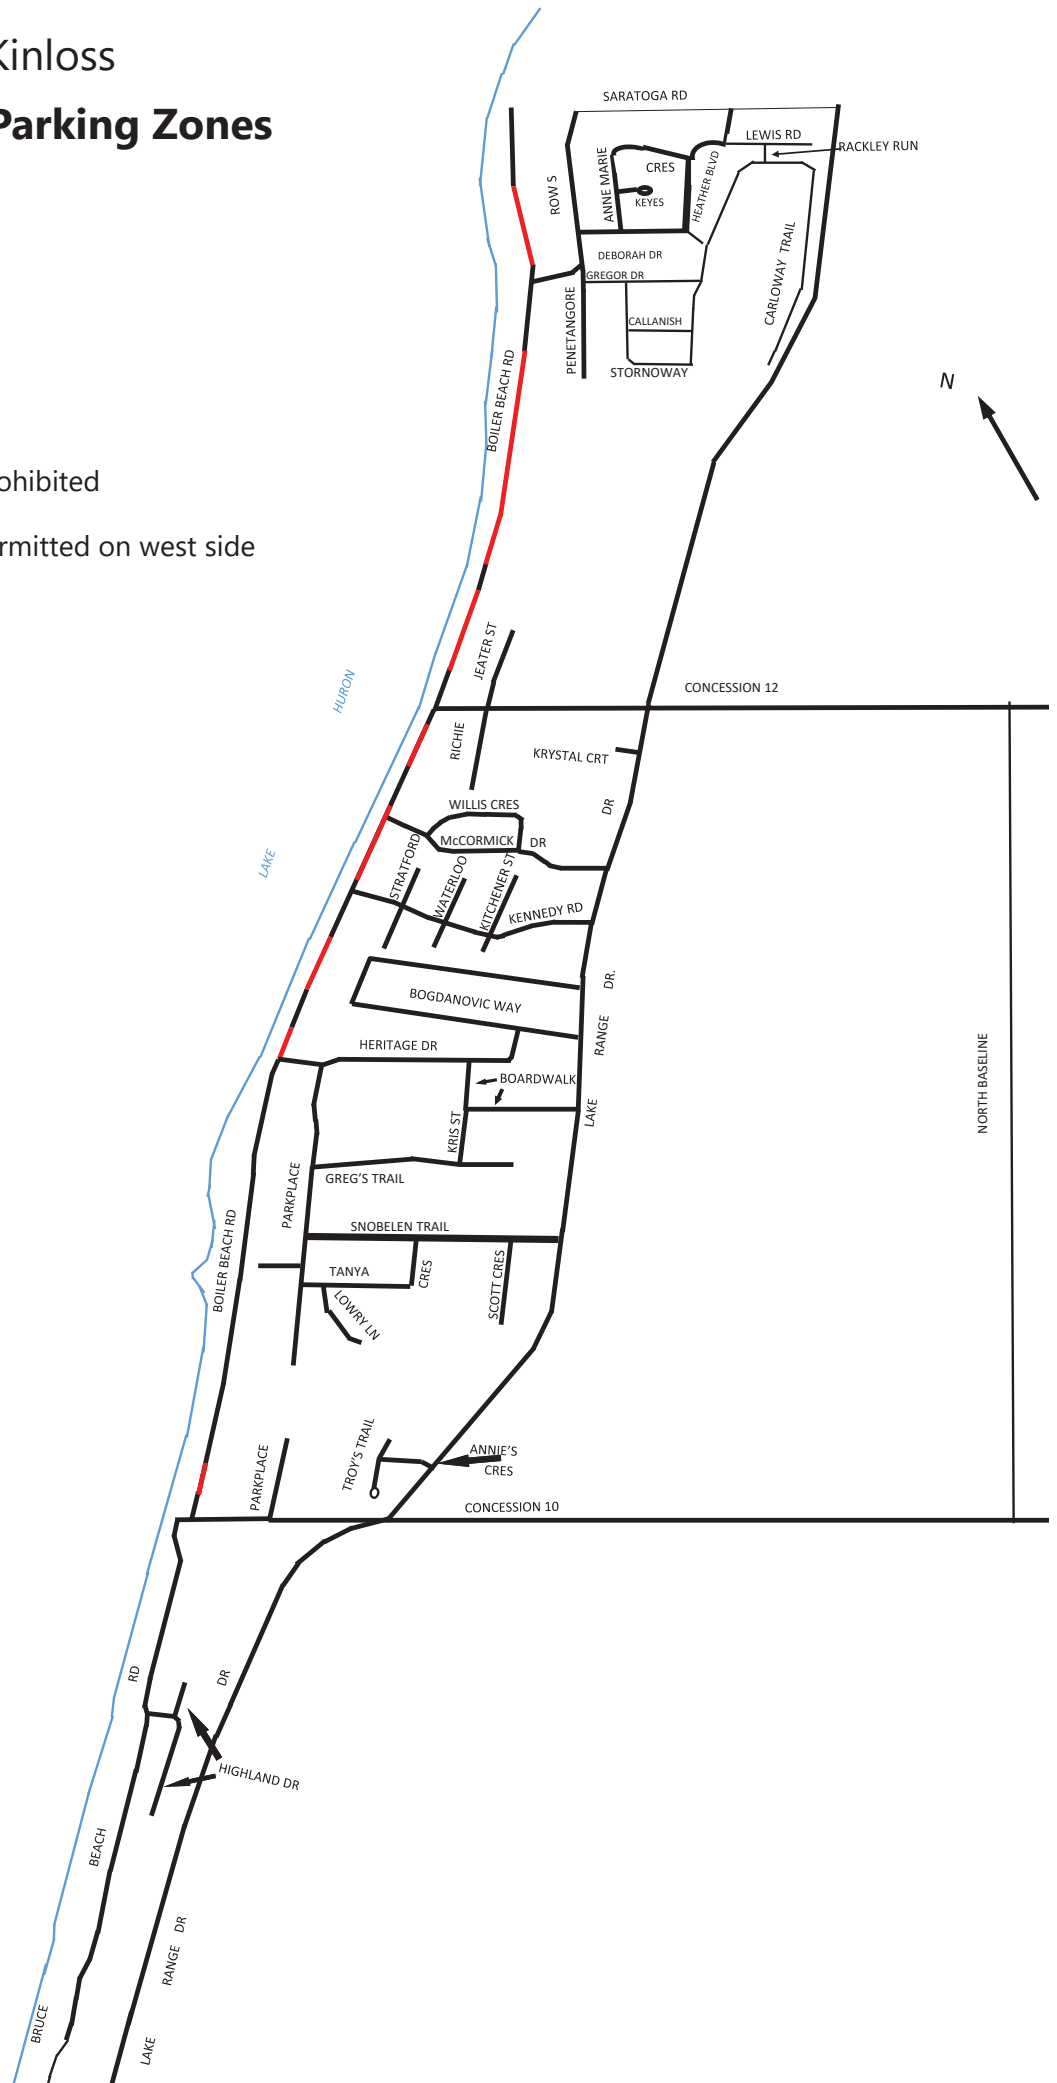 Kinloss
Parking Zones
ohibited
rmitted on west side
SARATOGA RD
LEWIS RD
RACKLEY RUN
ANNE MARIE
CRES
HEATHER BLVD
KEYES
ROW S
DEBORAH DR
GREGOR DR
CARLOWAY TRAIL
PENETANGORE
CALLANISH
STORNOWAY
BOILER BEACH RD
N
JEATER ST
HURON
CONCESSION 12
RICHIE
KRYSTAL CRT
WILLIS CRES
DR
McCORMICK
DR
LAKE
STRATFORD
WATERLOO
KITCHENER ST
KENNEDY RD
DR.
BOGDANOVIC WAY
RANGE
HERITAGE DR
BOARDWALK
NORTH BASELINE
LAKE
KRIS ST
GREG'S TRAIL
PARKPLACE
SNOBELEN TRAIL
BOILER BEACH RD
TANYA
CRES
SCOTT CRES
LOWRY LN
TROY'S TRAIL
ANNIE'S
CRES
PARKPLACE
CONCESSION 10
RD
DR
HIGHLAND DR
BEACH
DR
RANGE
BRUCE
LAKE